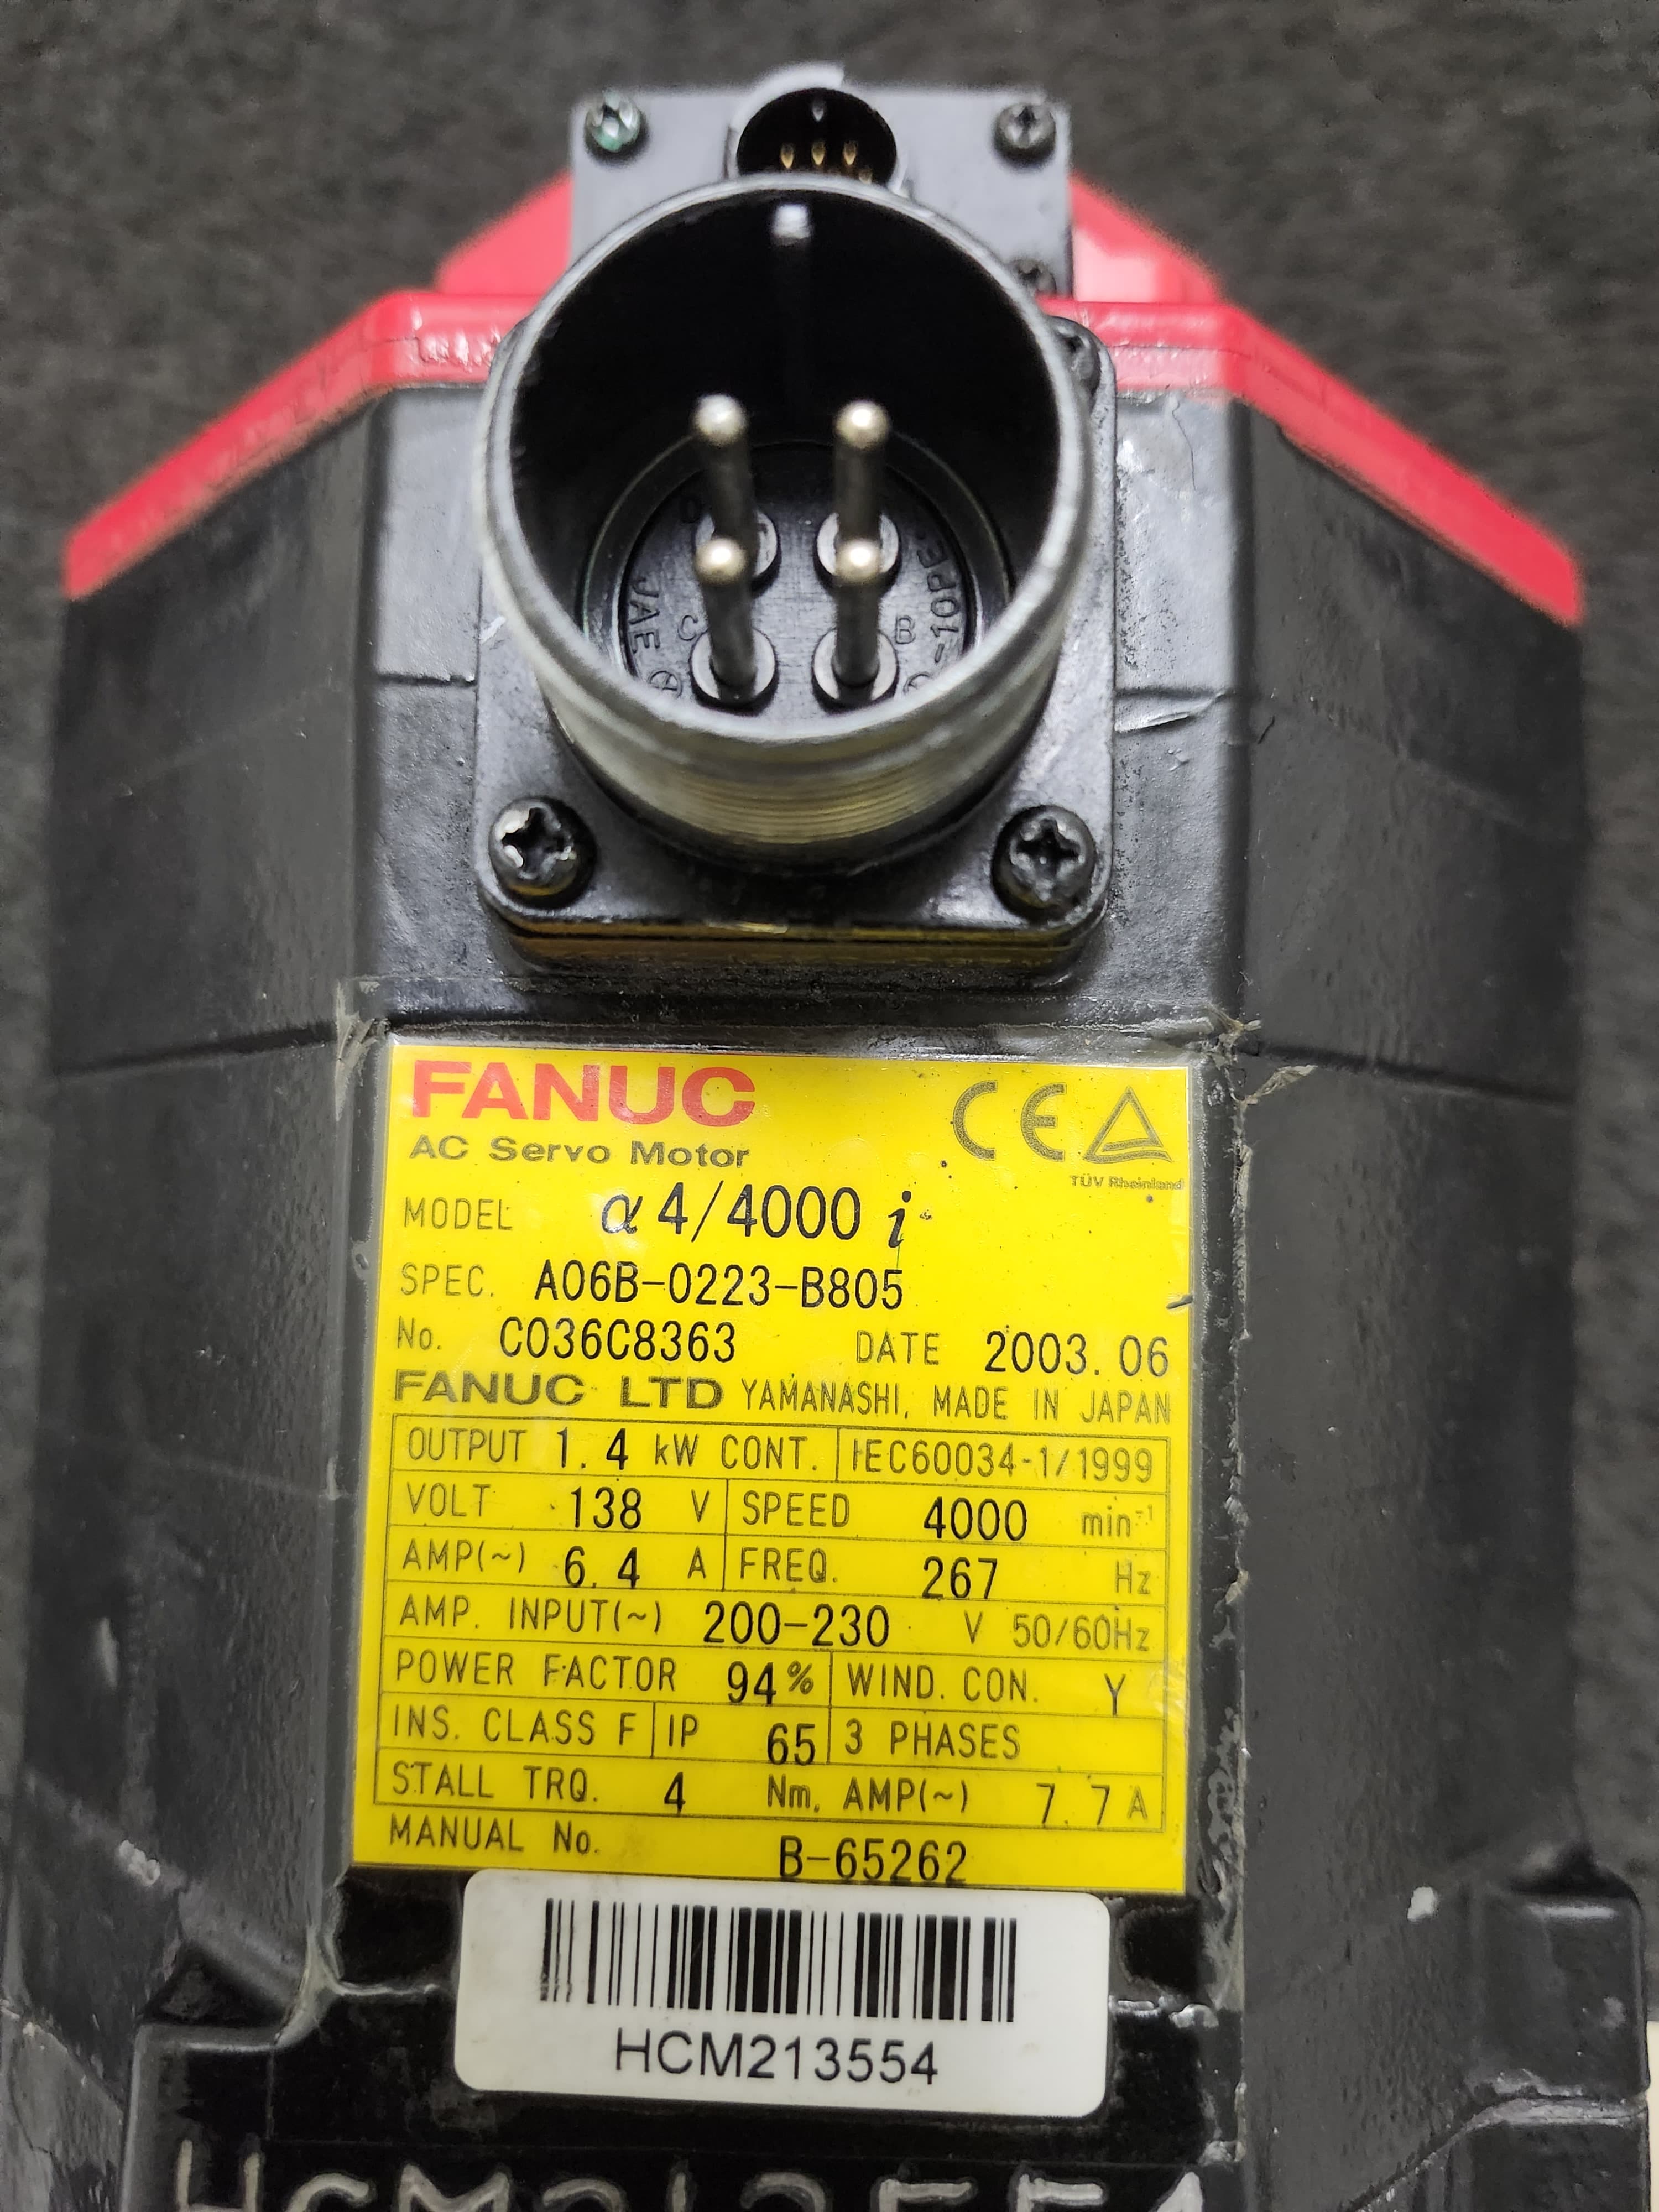 JAE
C
B
FANUC
CE
AC Servo Motor
TÜV Rheinland
MODEL α4/4000 i
SPEC. A06B-0223-B805
No. C036C8363 DATE 2003.06
FANUC LTD YAMANASHI, MADE IN JAPAN
OUTPUT 1.4 kW CONT. IEC60034-1/1999
VOLT 138 V SPEED 4000 min⁻¹
AMP(~) 6.4 A FREQ. 267 Hz
AMP. INPUT(~) 200-230 V 50/60Hz
POWER FACTOR 94% WIND. CON. Y
INS. CLASS F IP 65 3 PHASES
STALL TRQ. 4 Nm. AMP(~) 7.7 A
MANUAL No. B-65262
HCM213554
HCM213554